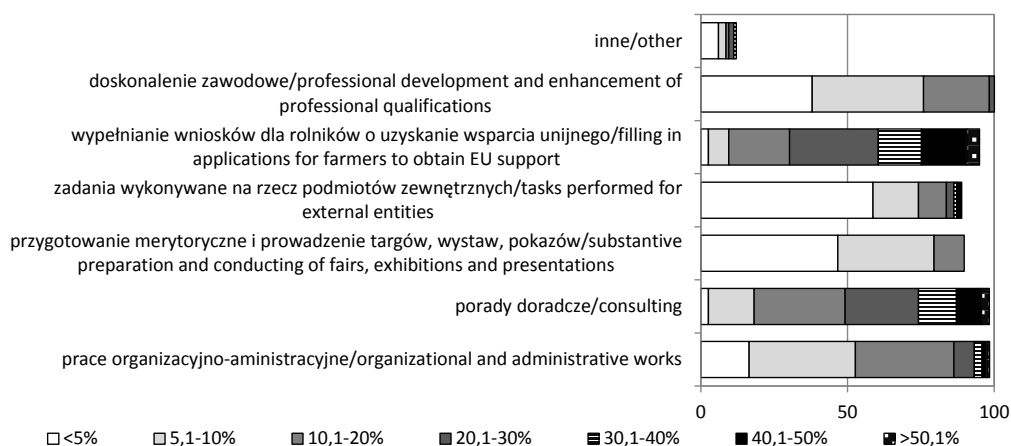 inne/other
doskonalenie zawodowe/professional development and enhancement of
professional qualifications
wypełnianie wniosków dla rolników o uzyskanie wsparcia unijnego/filling in
applications for farmers to obtain EU support
zadania wykonywane na rzecz podmiotów zewnętrznych/tasks performed for
external entities
przygotowanie merytoryczne i prowadzenie targów, wystaw, pokazów/substantive
preparation and conducting of fairs, exhibitions and presentations
porady doradcze/consulting
prace organizacyjno-aministracyjne/organizational and administrative works
0 50 100
<5% 5,1-10% 10,1-20% 20,1-30% 30,1-40% 40,1-50% >50,1%